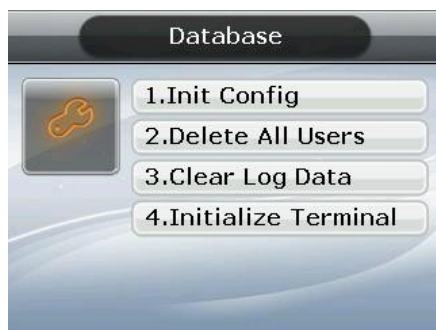 Database
1.Init Config
2.Delete All Users
3.Clear Log Data
4.Initialize Terminal